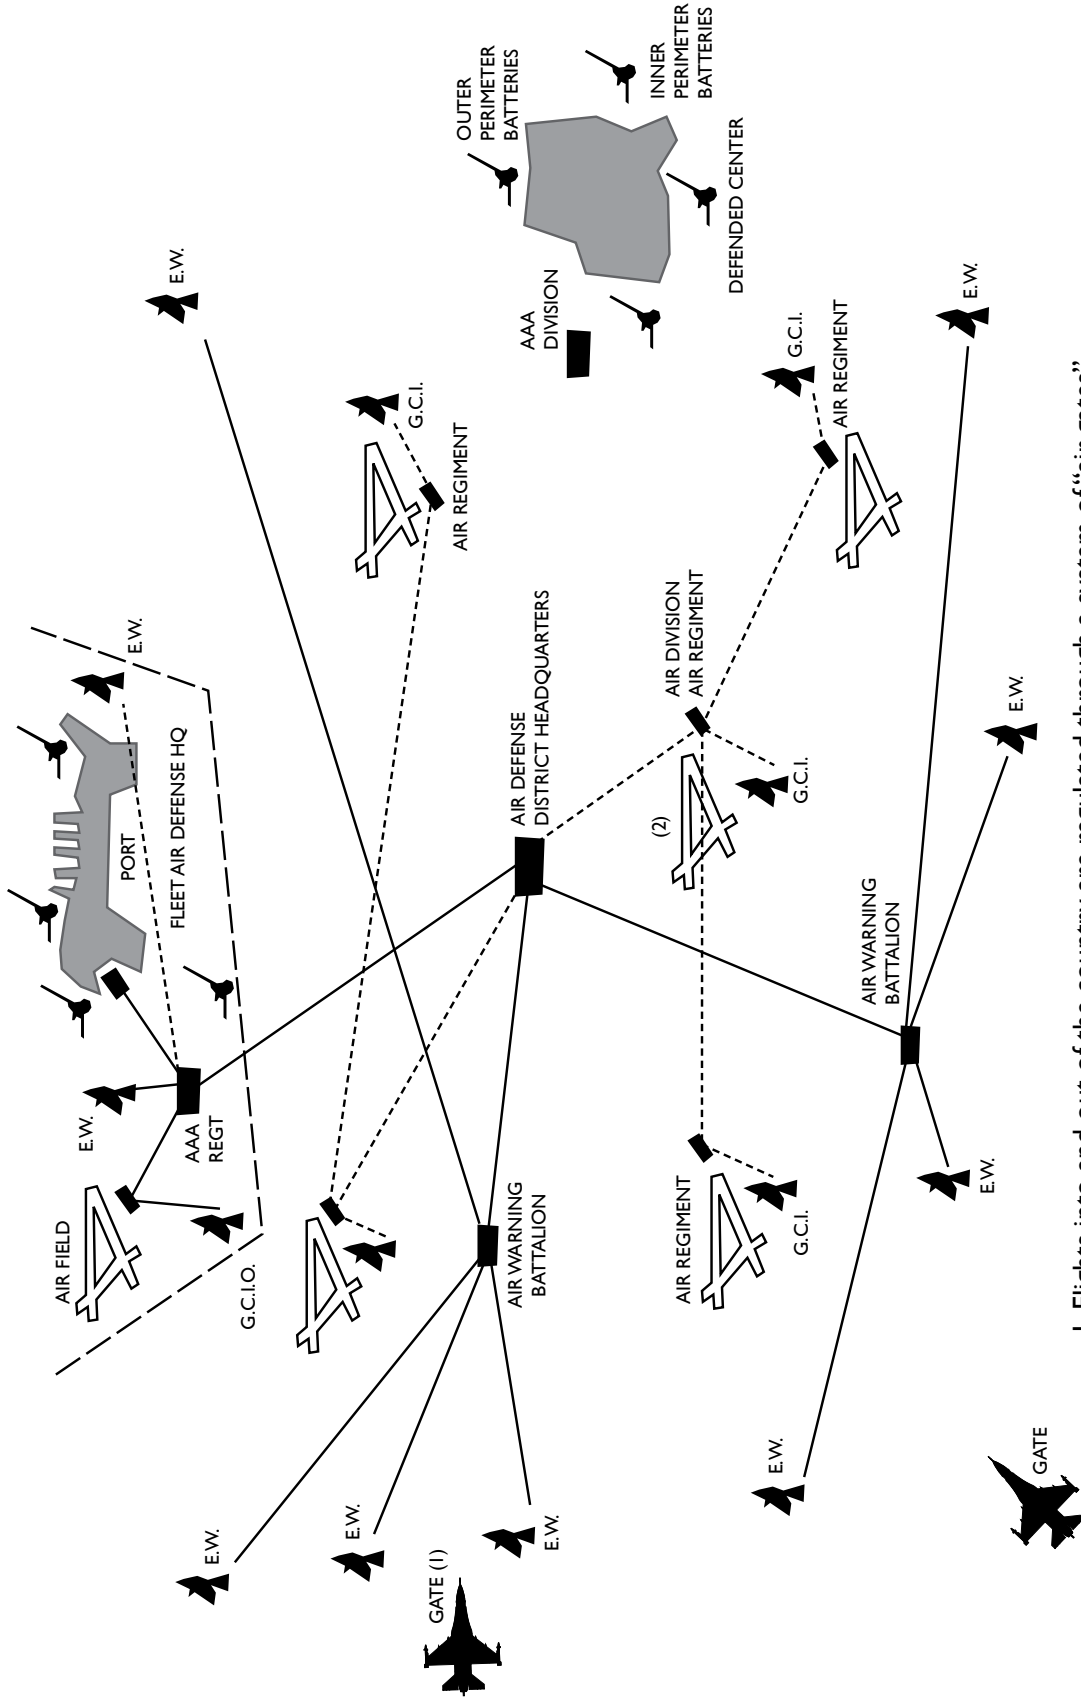 OUTER
PERIMETER
BATTERIES
INNER
PERIMETER
BATTERIES
DEFENDED CENTER
AAA
DIVISION
E.W.
G.C.I.
AIR REGIMENT
G.C.I.
AIR REGIMENT
E.W.
E.W.
PORT
FLEET AIR DEFENSE HQ
AIR DEFENSE
DISTRICT HEADQUARTERS
AIR DIVISION
AIR REGIMENT
(2)
G.C.I.
E.W.
AIR WARNING
BATTALION
E.W.
AAA
REGT
AIR FIELD
G.C.I.O.
AIR WARNING
BATTALION
AIR REGIMENT
G.C.I.
E.W.
E.W.
E.W.
E.W.
E.W.
GATE (1)
GATE
1. Flights into and out of the country are regulated through a system of “air gates”